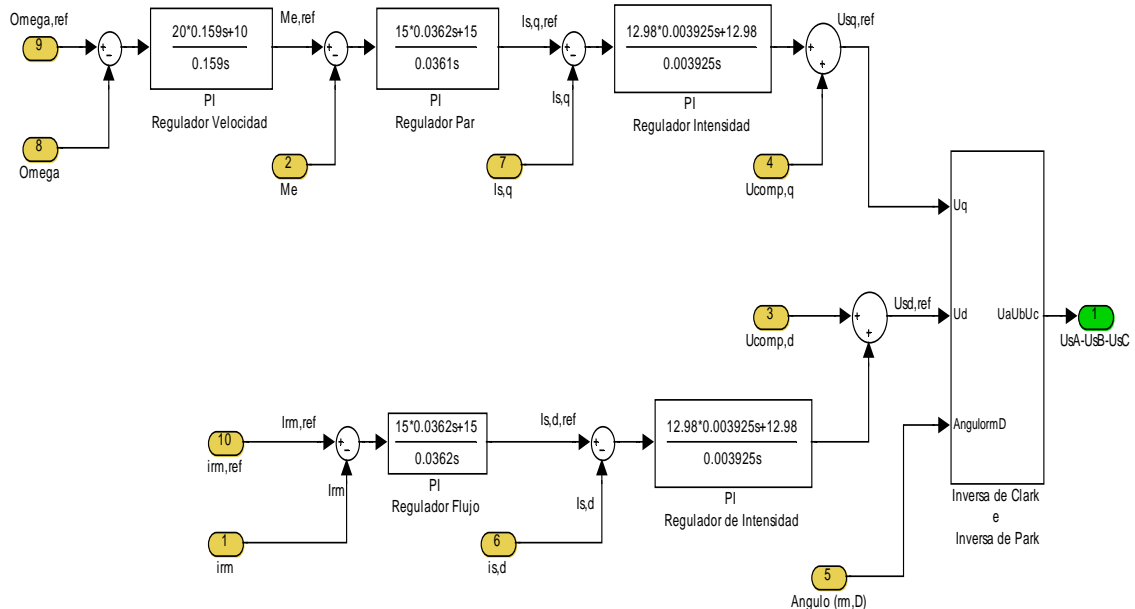 Omega,ref
9
8
Omega
20*0.159s+10
0.159s
PI
Regulador Velocidad
Me,ref
2
Me
15*0.0362s+15
0.0361s
PI
Regulador Par
Is,q,ref
Is,q
7
Is,q
12.98*0.003925s+12.98
0.003925s
PI
Regulador Intensidad
Usq,ref
4
Ucomp,q
Uq
Ud
AngulormD
UaUbUc
Inversa de Clark
e
Inversa de Park
1
UsA-UsB-UsC
3
Ucomp,d
Usd,ref
10
irm,ref
Irm,ref
Irm
1
irm
15*0.0362s+15
0.0362s
PI
Regulador Flujo
Is,d,ref
Is,d
6
is,d
12.98*0.003925s+12.98
0.003925s
PI
Regulador de Intensidad
5
Angulo (rm,D)